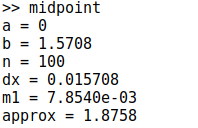 >> midpoint
a = 0
b = 1.5708
n = 100
dx = 0.015708
m1 = 7.8540e-03
approx = 1.8758